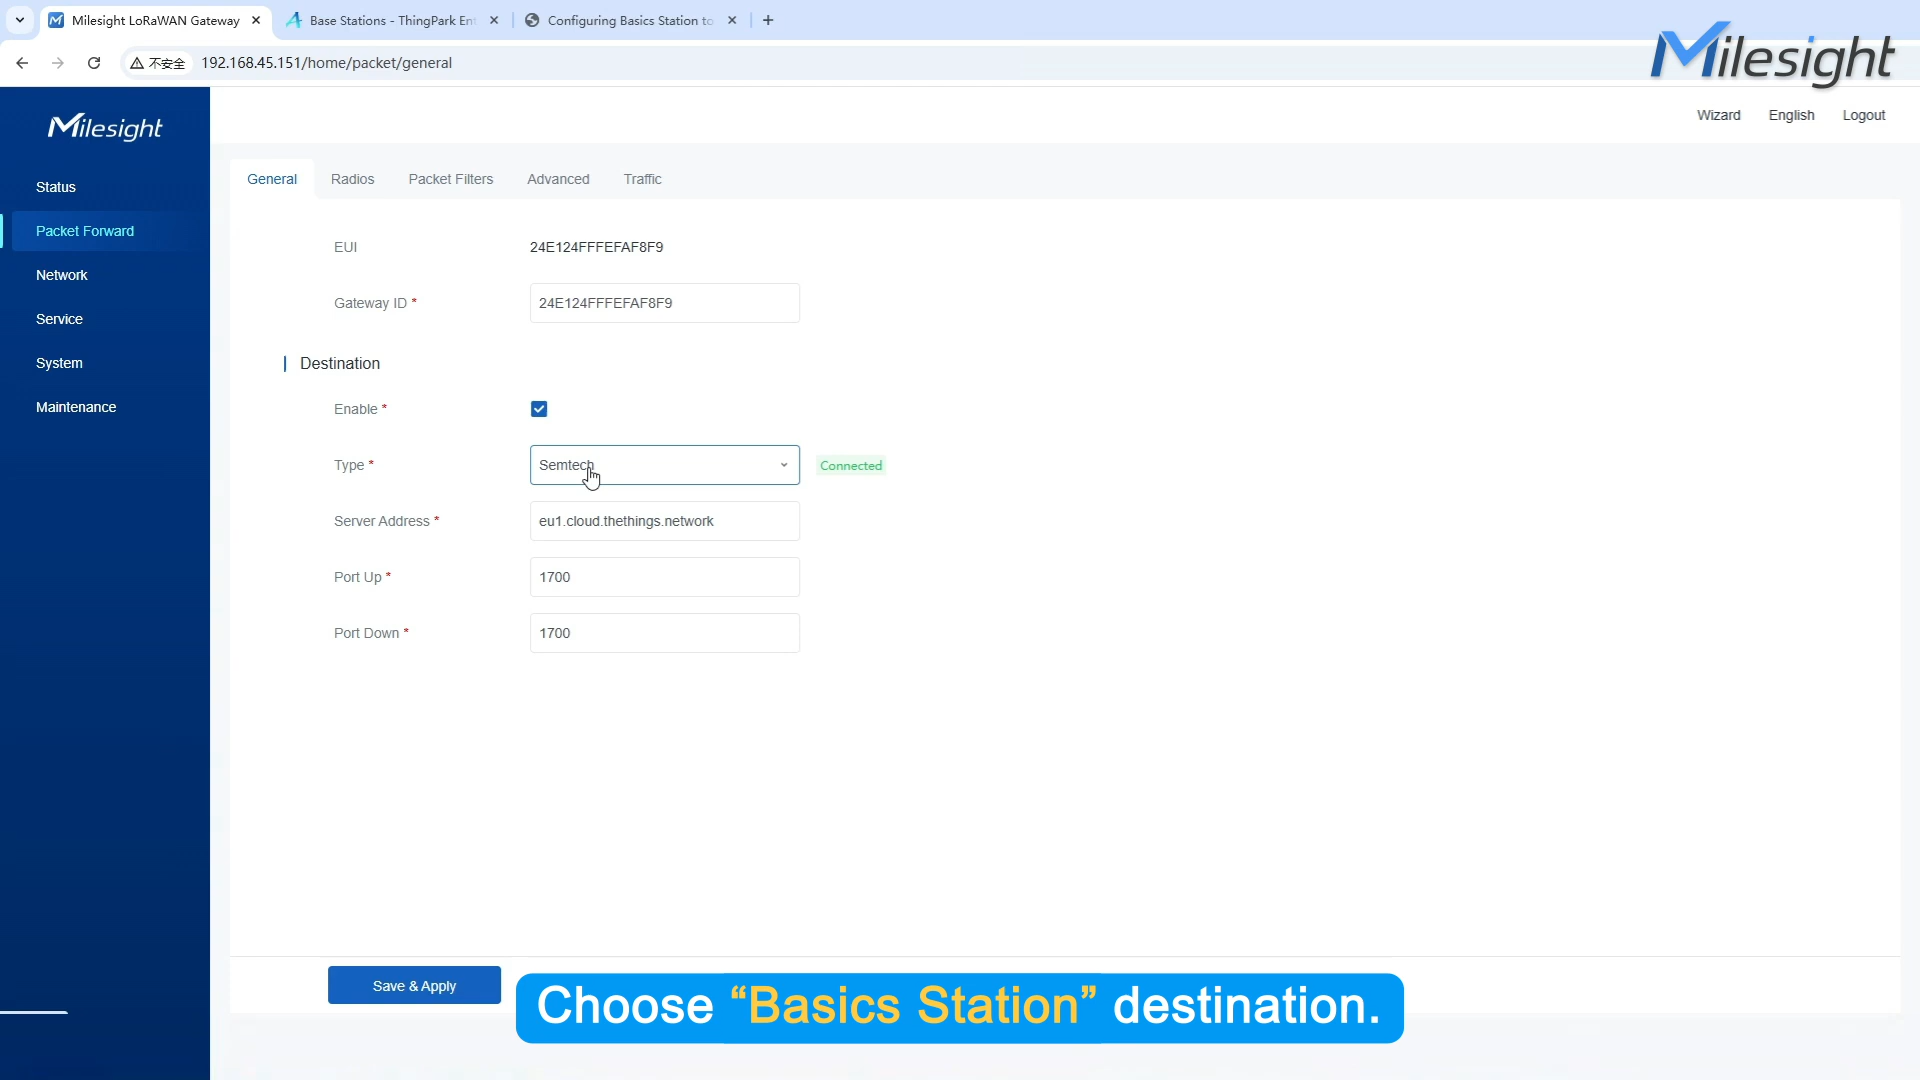 Milesight LoRaWAN Gateway
Base Stations - ThingPark Ent
Configuring Basics Station to
不安全 192.168.45.151/home/packet/general
Milesight
Wizard English Logout
Milesight
Status
Packet Forward
Network
Service
System
Maintenance
General Radios Packet Filters Advanced Traffic
EUI 24E124FFFEFAF8F9
Gateway ID * 24E124FFFEFAF8F9
Destination
Enable *
Type * Semtech Connected
Server Address * eu1.cloud.thethings.network
Port Up * 1700
Port Down * 1700
Save & Apply
Choose “Basics Station” destination.